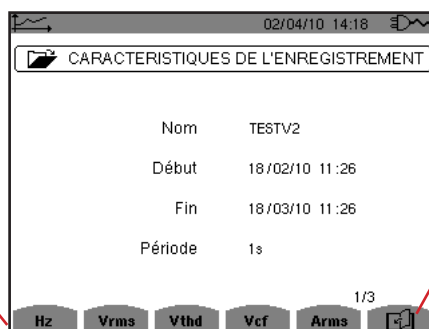 02/04/10 14:18
CARACTERISTIQUES DE L'ENREGISTREMENT
Nom TESTV2
Début 18/02/10 11:26
Fin 18/03/10 11:26
Période 1s
1/3
Hz Vrms Vthd Vcf Arms